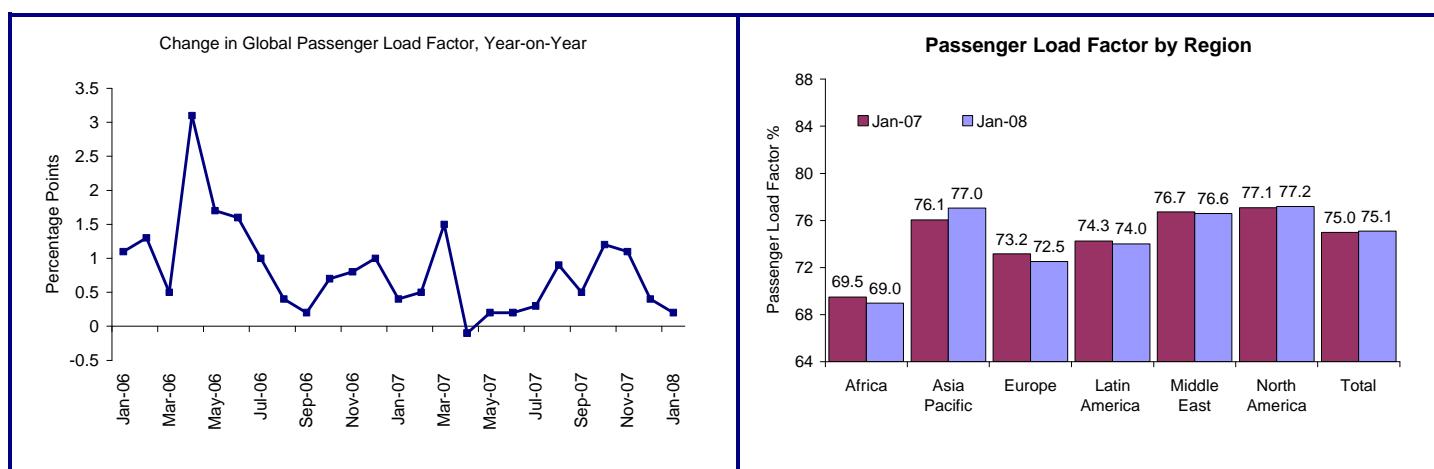 Change in Global Passenger Load Factor, Year-on-Year
Percentage Points
3.5
3
2.5
2
1.5
1
0.5
0
-0.5
Jan-06
Mar-06
May-06
Jul-06
Sep-06
Nov-06
Jan-07
Mar-07
May-07
Jul-07
Sep-07
Nov-07
Jan-08
Passenger Load Factor by Region
Passenger Load Factor %
88
84
80
76
72
68
64
Jan-07 Jan-08
69.5 69.0
76.1 77.0
73.2 72.5
74.3 74.0
76.7 76.6
77.1 77.2
75.0 75.1
Africa
Asia
Pacific
Europe
Latin
America
Middle
East
North
America
Total